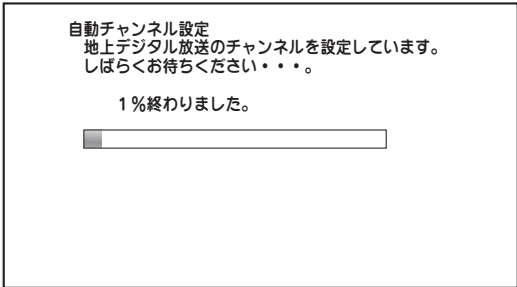 自動チャンネル設定
地上デジタル放送のチャンネルを設定しています。
しばらくお待ちください・・・。
1%終わりました。